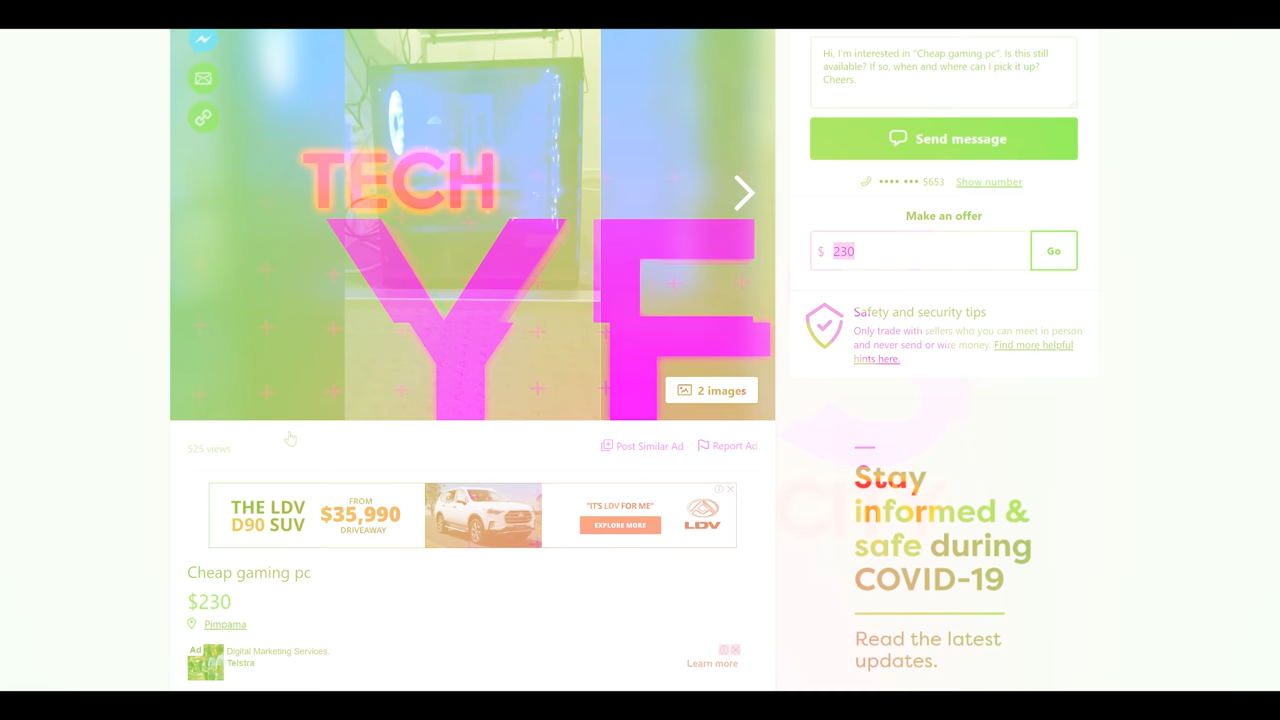 Hi, I'm interested in "Cheap gaming pc". Is this still
available? If so, when and where can I pick it up?
Cheers.
Send message
•••• ••• 5653 Show number
Make an offer
$ 230
Go
Safety and security tips
Only trade with sellers who you can meet in person
and never send or wire money. Find more helpful
hints here.
TECH
YE
2 images
525 views
Post Similar Ad
Report Ad
THE LDV
D90 SUV
FROM
$35,990
DRIVEAWAY
"IT'S LDV FOR ME"
EXPLORE MORE
LDV
Cheap gaming pc
$230
Pimpama
Ad
Digital Marketing Services.
Telstra
Learn more
Stay
informed &
safe during
COVID-19
Read the latest
updates.